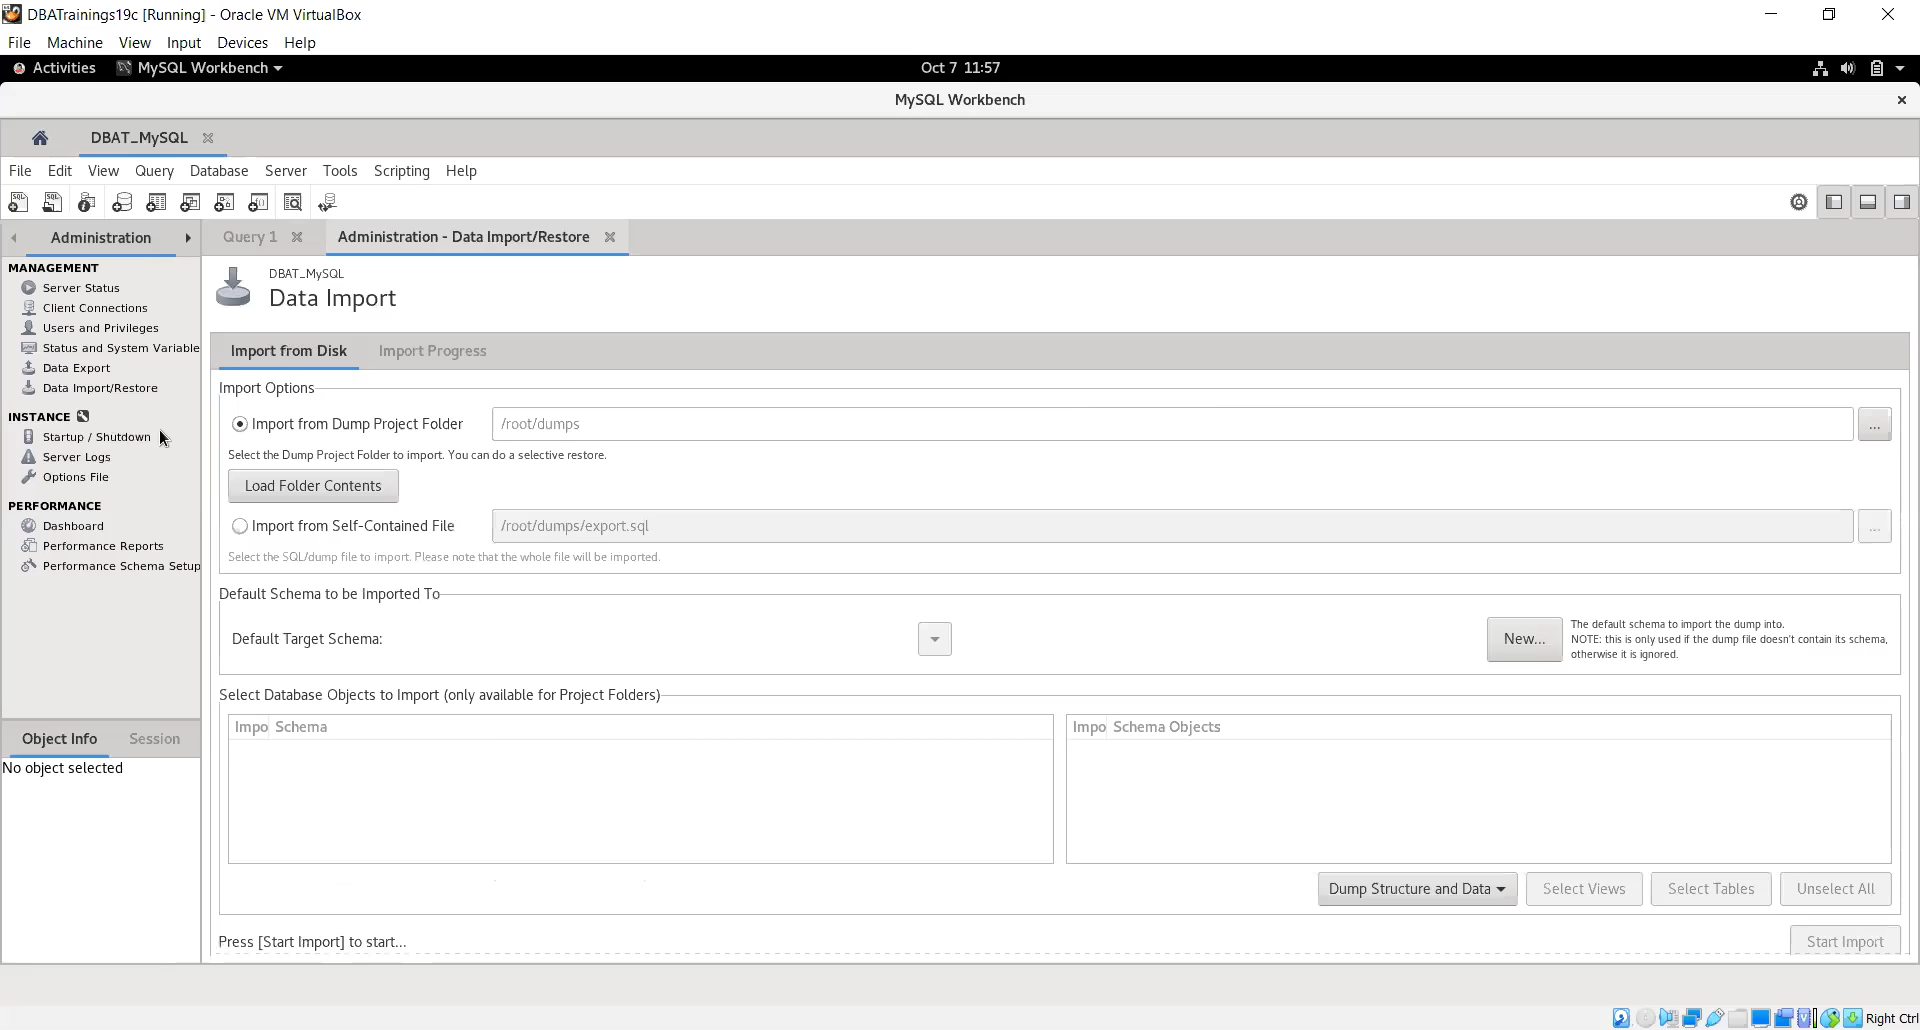 DBATrainings19c [Running] - Oracle VM VirtualBox
File Machine View Input Devices Help
Activities MySQL Workbench Oct 7 11:57
MySQL Workbench
DBAT_MySQL
File Edit View Query Database Server Tools Scripting Help
Administration Query 1 Administration - Data Import/Restore
MANAGEMENT
Server Status
Client Connections
Users and Privileges
Status and System Variable
Data Export
Data Import/Restore
INSTANCE
Startup / Shutdown
Server Logs
Options File
PERFORMANCE
Dashboard
Performance Reports
Performance Schema Setup
Object Info Session
No object selected
DBAT_MySQL
Data Import
Import from Disk Import Progress
Import Options
Import from Dump Project Folder /root/dumps ...
Select the Dump Project Folder to import. You can do a selective restore.
Load Folder Contents
Import from Self-Contained File /root/dumps/export.sql ...
Select the SQL/dump file to import. Please note that the whole file will be imported.
Default Schema to be Imported To
Default Target Schema: New...
The default schema to import the dump into.
NOTE: this is only used if the dump file doesn't contain its schema,
otherwise it is ignored.
Select Database Objects to Import (only available for Project Folders)
Impo Schema Impo Schema Objects
Dump Structure and Data Select Views Select Tables Unselect All
Press [Start Import] to start... Start Import
Right Ctrl